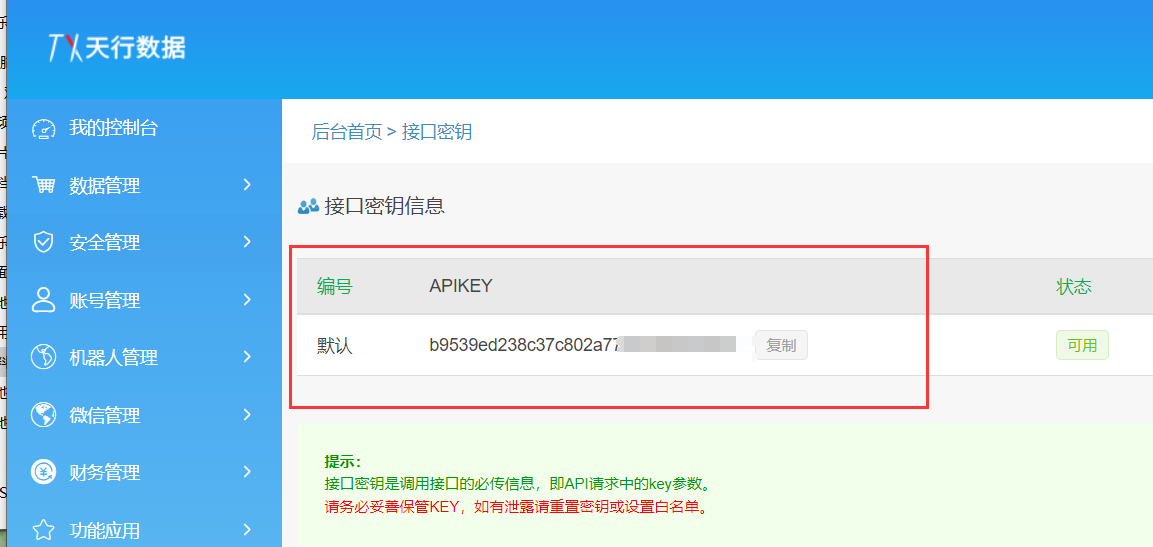 TX天行数据
我的控制台
数据管理
安全管理
账号管理
机器人管理
微信管理
财务管理
功能应用
后台首页 > 接口密钥
接口密钥信息
编号 APIKEY 状态
默认 b9539ed238c37c802a77 复制 可用
提示：
接口密钥是调用接口的必传信息，即API请求中的key参数。
请务必妥善保管KEY，如有泄露请重置密钥或设置白名单。